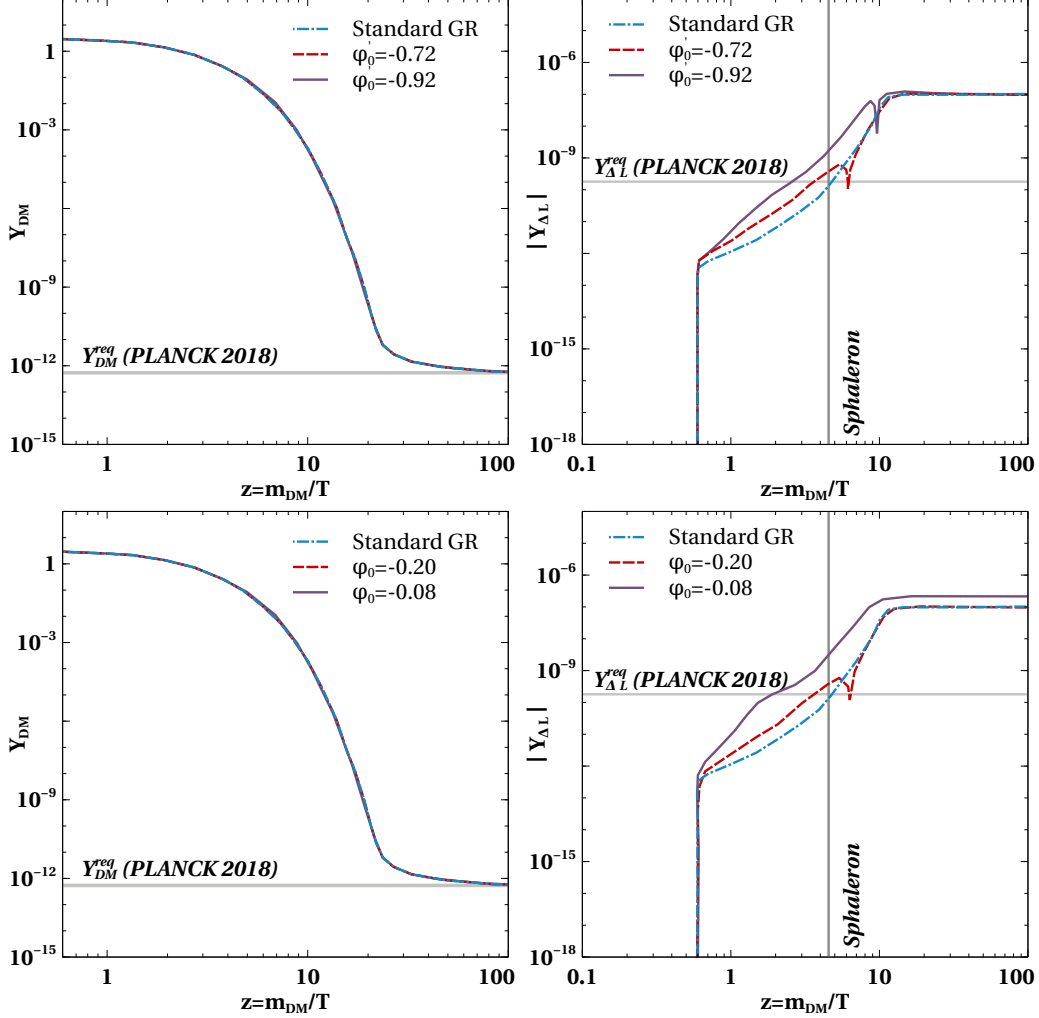 Standard GR
φ'₀=-0.72
φ'₀=-0.92
Y_DM^req (PLANCK 2018)
Y_DM
1
10⁻³
10⁻⁹
10⁻¹²
10⁻¹⁵
1
10
100
z=m_DM/T
Standard GR
φ'₀=-0.72
φ'₀=-0.92
Y_ΔL^req (PLANCK 2018)
Sphaleron
|Y_ΔL|
10⁻⁶
10⁻⁹
10⁻¹⁵
10⁻¹⁸
0.1
1
10
100
z=m_DM/T
Standard GR
φ₀=-0.20
φ₀=-0.08
Y_DM^req (PLANCK 2018)
Y_DM
1
10⁻³
10⁻⁹
10⁻¹²
10⁻¹⁵
1
10
100
z=m_DM/T
Standard GR
φ₀=-0.20
φ₀=-0.08
Y_ΔL^req (PLANCK 2018)
Sphaleron
|Y_ΔL|
10⁻⁶
10⁻⁹
10⁻¹⁵
10⁻¹⁸
0.1
1
10
100
z=m_DM/T